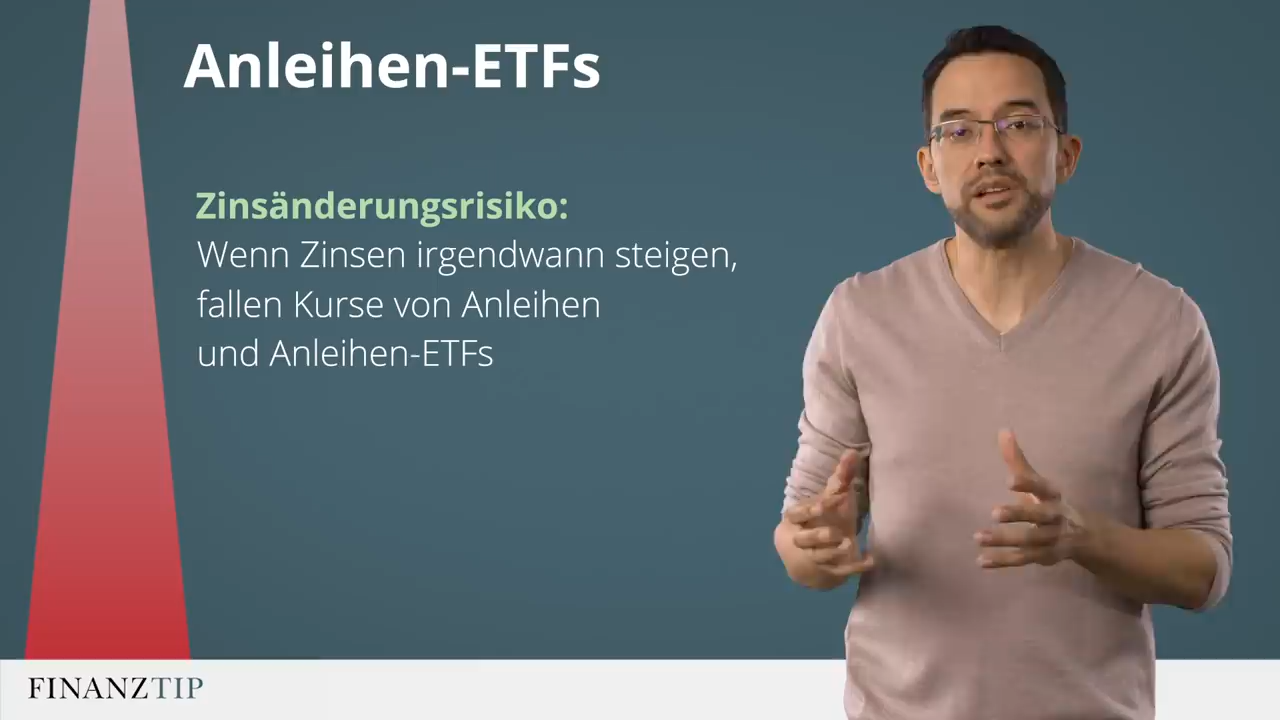 Anleihen-ETFs
Zinsänderungsrisiko:
Wenn Zinsen irgendwann steigen,
fallen Kurse von Anleihen
und Anleihen-ETFs
FINANZTIP